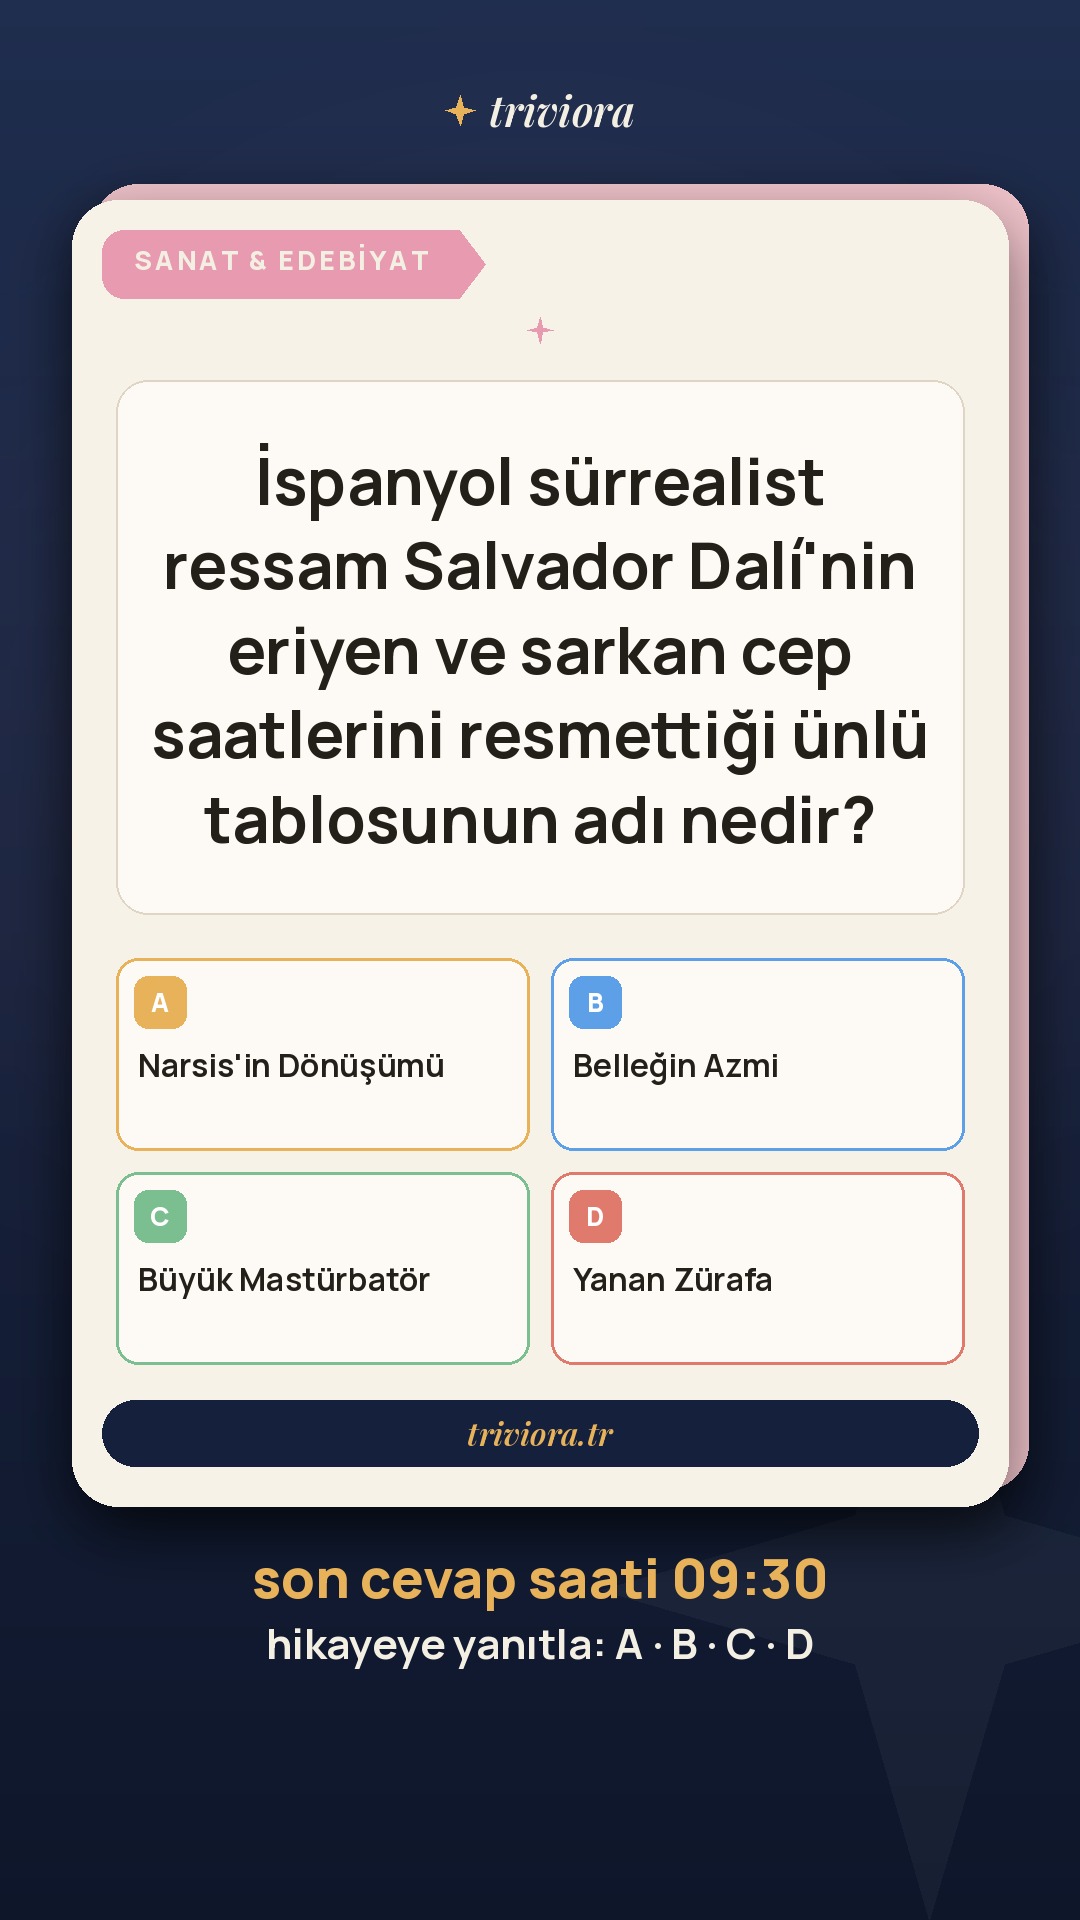 triviora
SANAT & EDEBİYAT
İspanyol sürrealist
ressam Salvador Dalí'nin
eriyen ve sarkan cep
saatlerini resmettiği ünlü
tablosunun adı nedir?
A
Narsis'in Dönüşümü
B
Belleğin Azmi
C
Büyük Mastürbatör
D
Yanan Zürafa
triviora.tr
son cevap saati 09:30
hikayeye yanıtla: A · B · C · D